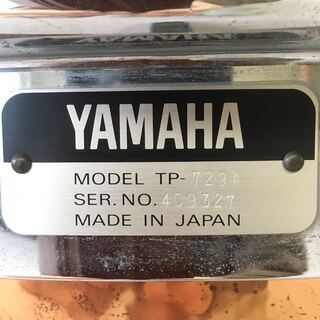 YAMAHA
MODEL TP-729A
SER. NO. 409327
MADE IN JAPAN